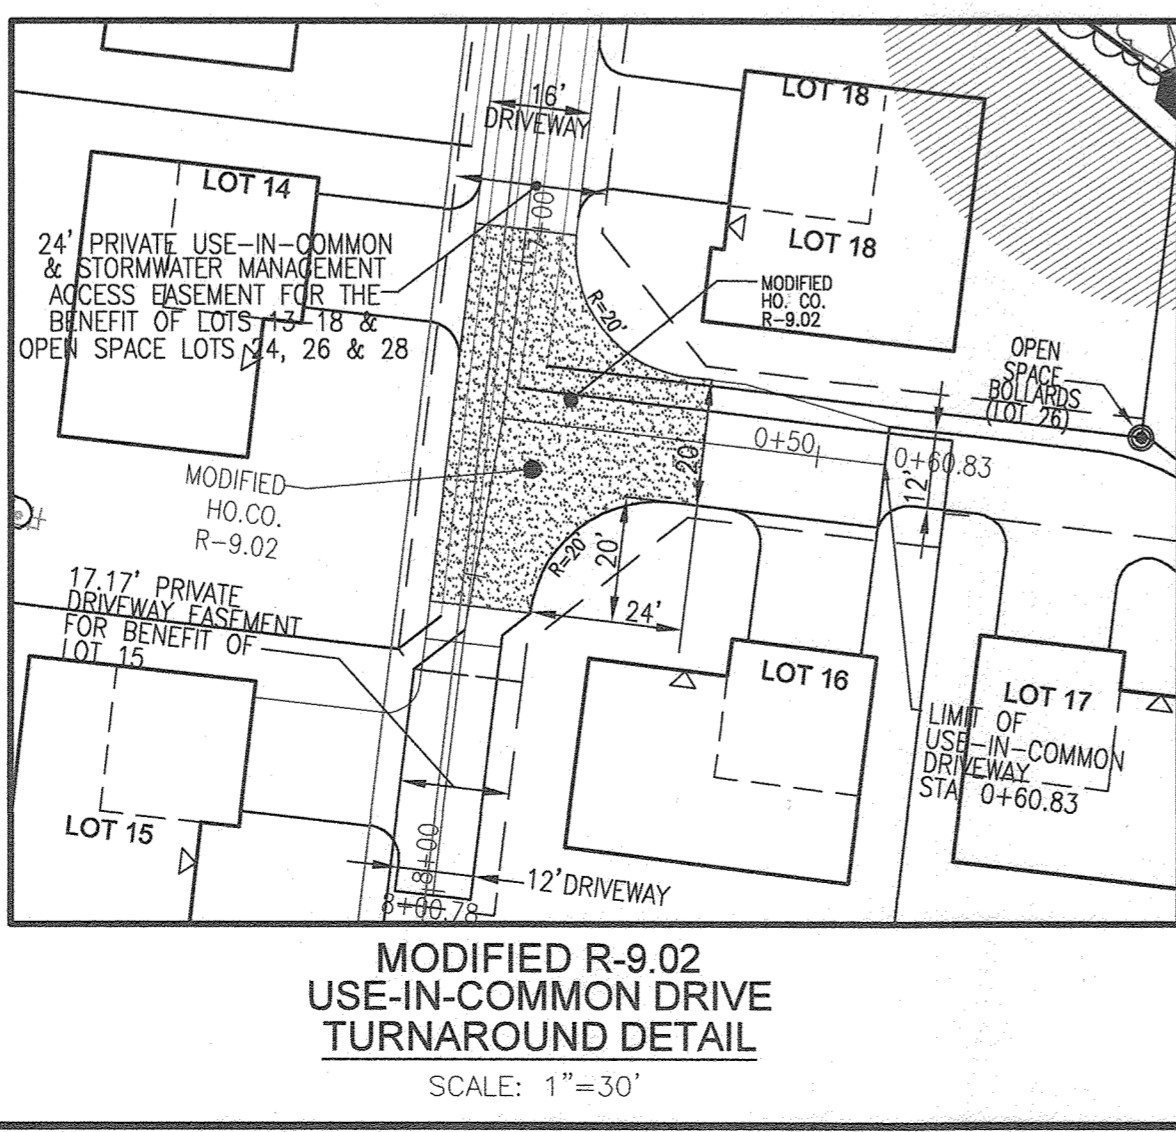 16'
DRIVEWAY
LOT 18
LOT 14
24' PRIVATE USE-IN-COMMON
& STORMWATER MANAGEMENT
ACCESS EASEMENT FOR THE
BENEFIT OF LOTS 13-18 &
OPEN SPACE LOTS 24, 26 & 28
LOT 18
MODIFIED
HO. CO.
R-9.02
R=20'
OPEN
SPACE
BOLLARDS
(LOT 26)
0+50
0+60.83
20'
12'
MODIFIED
HO.CO.
R-9.02
R=20'
20'
24'
17.17' PRIVATE
DRIVEWAY EASEMENT
FOR BENEFIT OF
LOT 15
LOT 16
LOT 17
LIMIT OF
USE-IN-COMMON
DRIVEWAY
STA 0+60.83
LOT 15
8+00
12' DRIVEWAY
8+00.78
MODIFIED R-9.02
USE-IN-COMMON DRIVE
TURNAROUND DETAIL
SCALE: 1"=30'